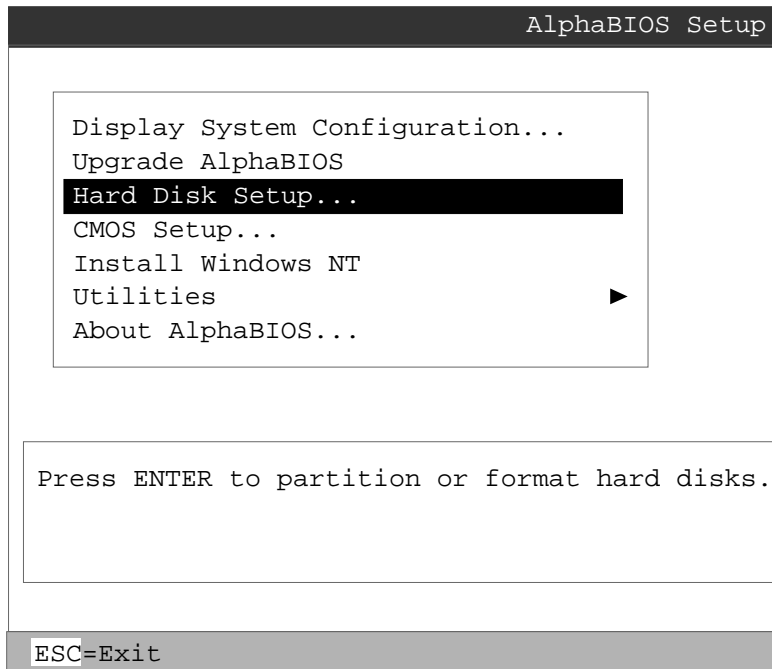 AlphaBIOS Setup
Display System Configuration...
Upgrade AlphaBIOS
Hard Disk Setup...
CMOS Setup...
Install Windows NT
Utilities
About AlphaBIOS...
Press ENTER to partition or format hard disks.
ESC=Exit